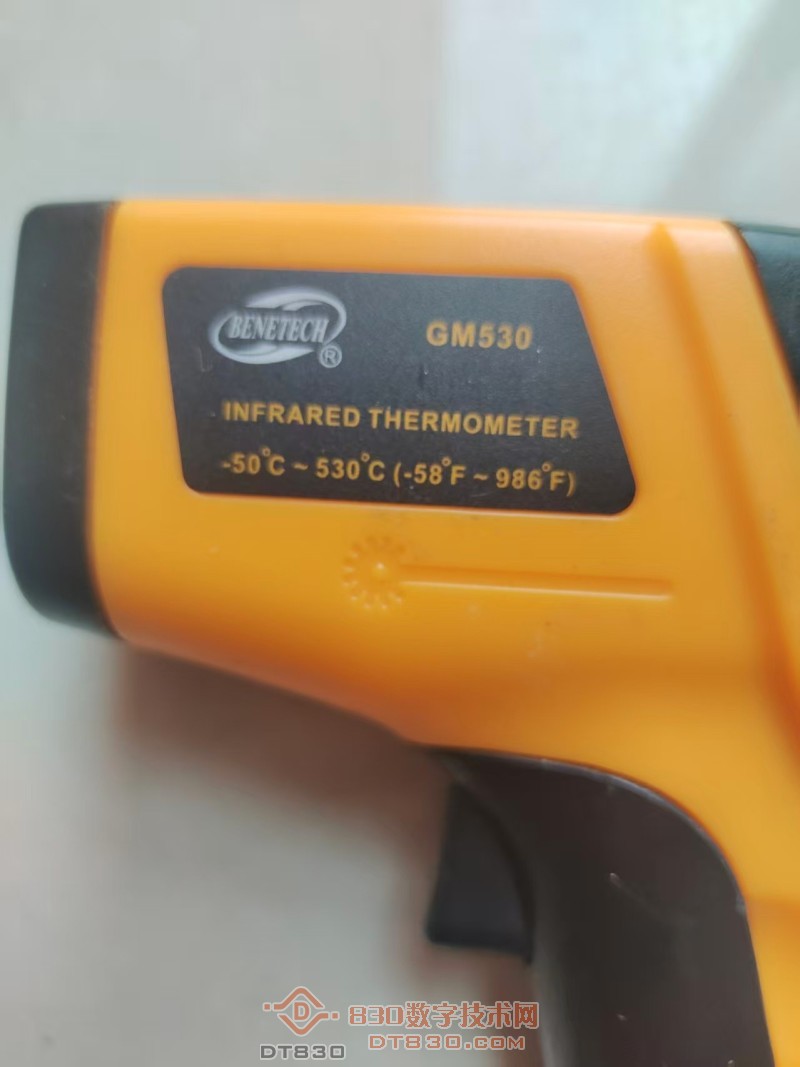 BENETECH ®
GM530
INFRARED THERMOMETER
-50°C ~ 530°C (-58°F ~ 986°F)
830数字技术网
DT830 DT830.COM